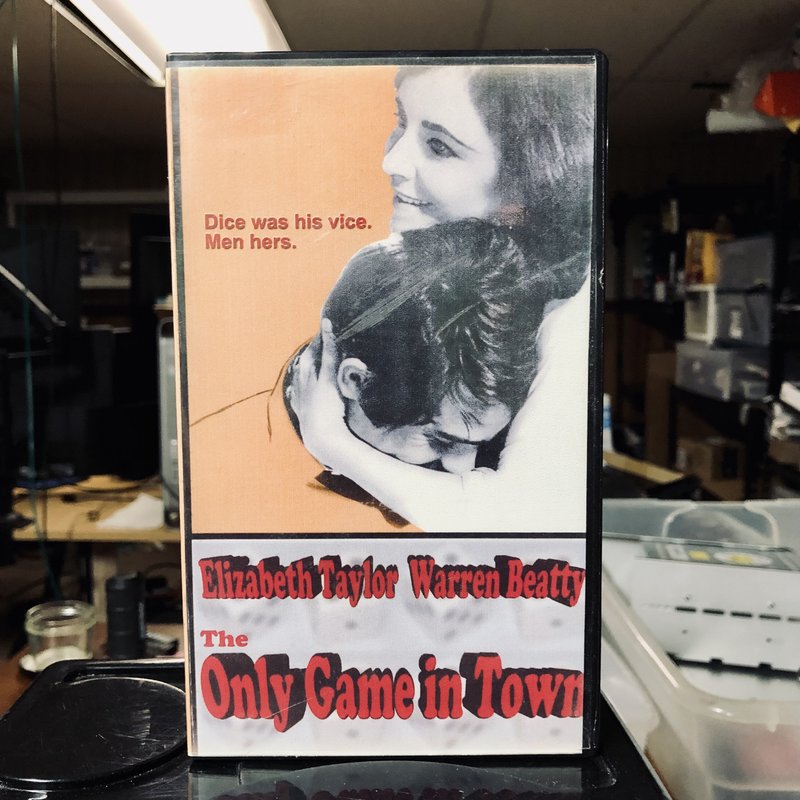 Dice was his vice.
Men hers.
Elizabeth Taylor Warren Beatty
The
Only Game in Town